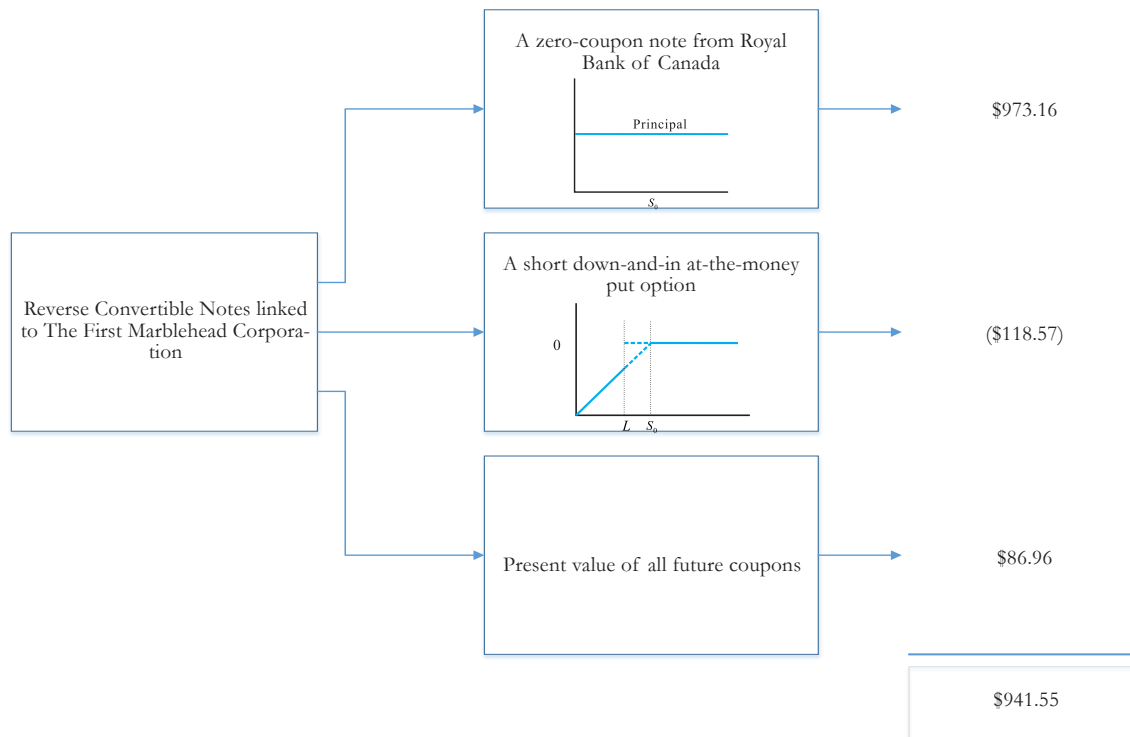 A zero-coupon note from Royal
Bank of Canada
Principal
S₀
$973.16
Reverse Convertible Notes linked
to The First Marblehead Corpora-
tion
A short down-and-in at-the-money
put option
0
L S₀
($118.57)
Present value of all future coupons
$86.96
$941.55